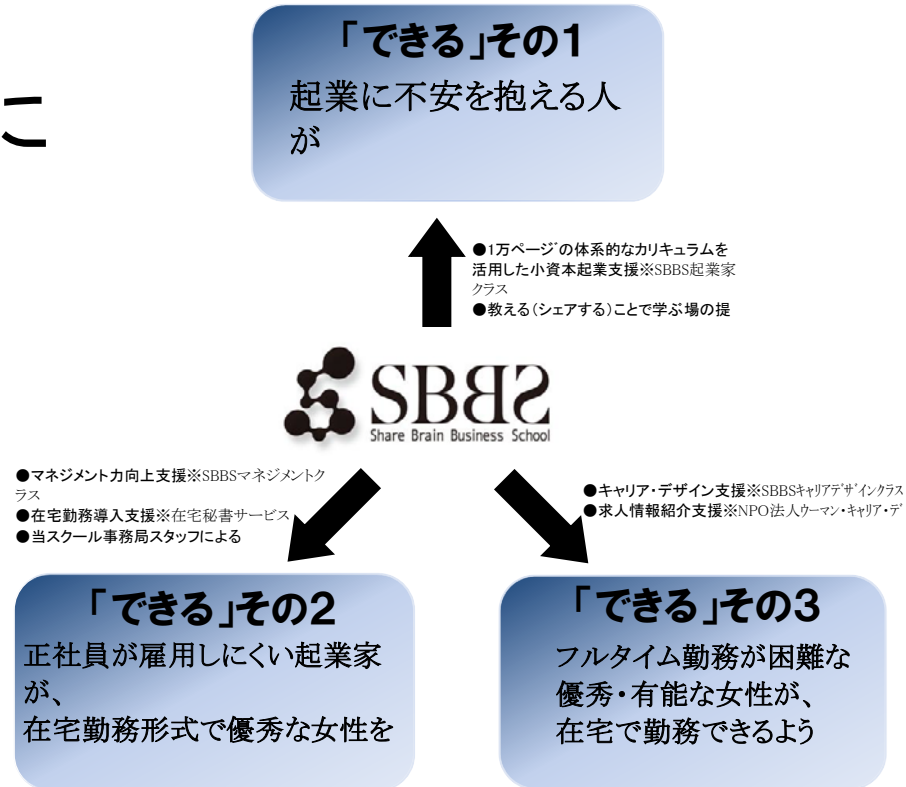 に
「できる」その１
起業に不安を抱える人
が
●1万ページの体系的なカリキュラムを
活用した小資本起業支援※SBBS起業家
クラス
●教える（シェアする）ことで学ぶ場の提
SBBS
Share Brain Business School
●マネジメント力向上支援※SBBSマネジメントク
ラス
●在宅勤務導入支援※在宅秘書サービス
●当スクール事務局スタッフによる
●キャリア・デザイン支援※SBBSキャリアデザインクラス
●求人情報紹介支援※NPO法人ウーマン・キャリア・デ
「できる」その２
正社員が雇用しにくい起業家
が、
在宅勤務形式で優秀な女性を
「できる」その３
フルタイム勤務が困難な
優秀・有能な女性が、
在宅で勤務できるよう